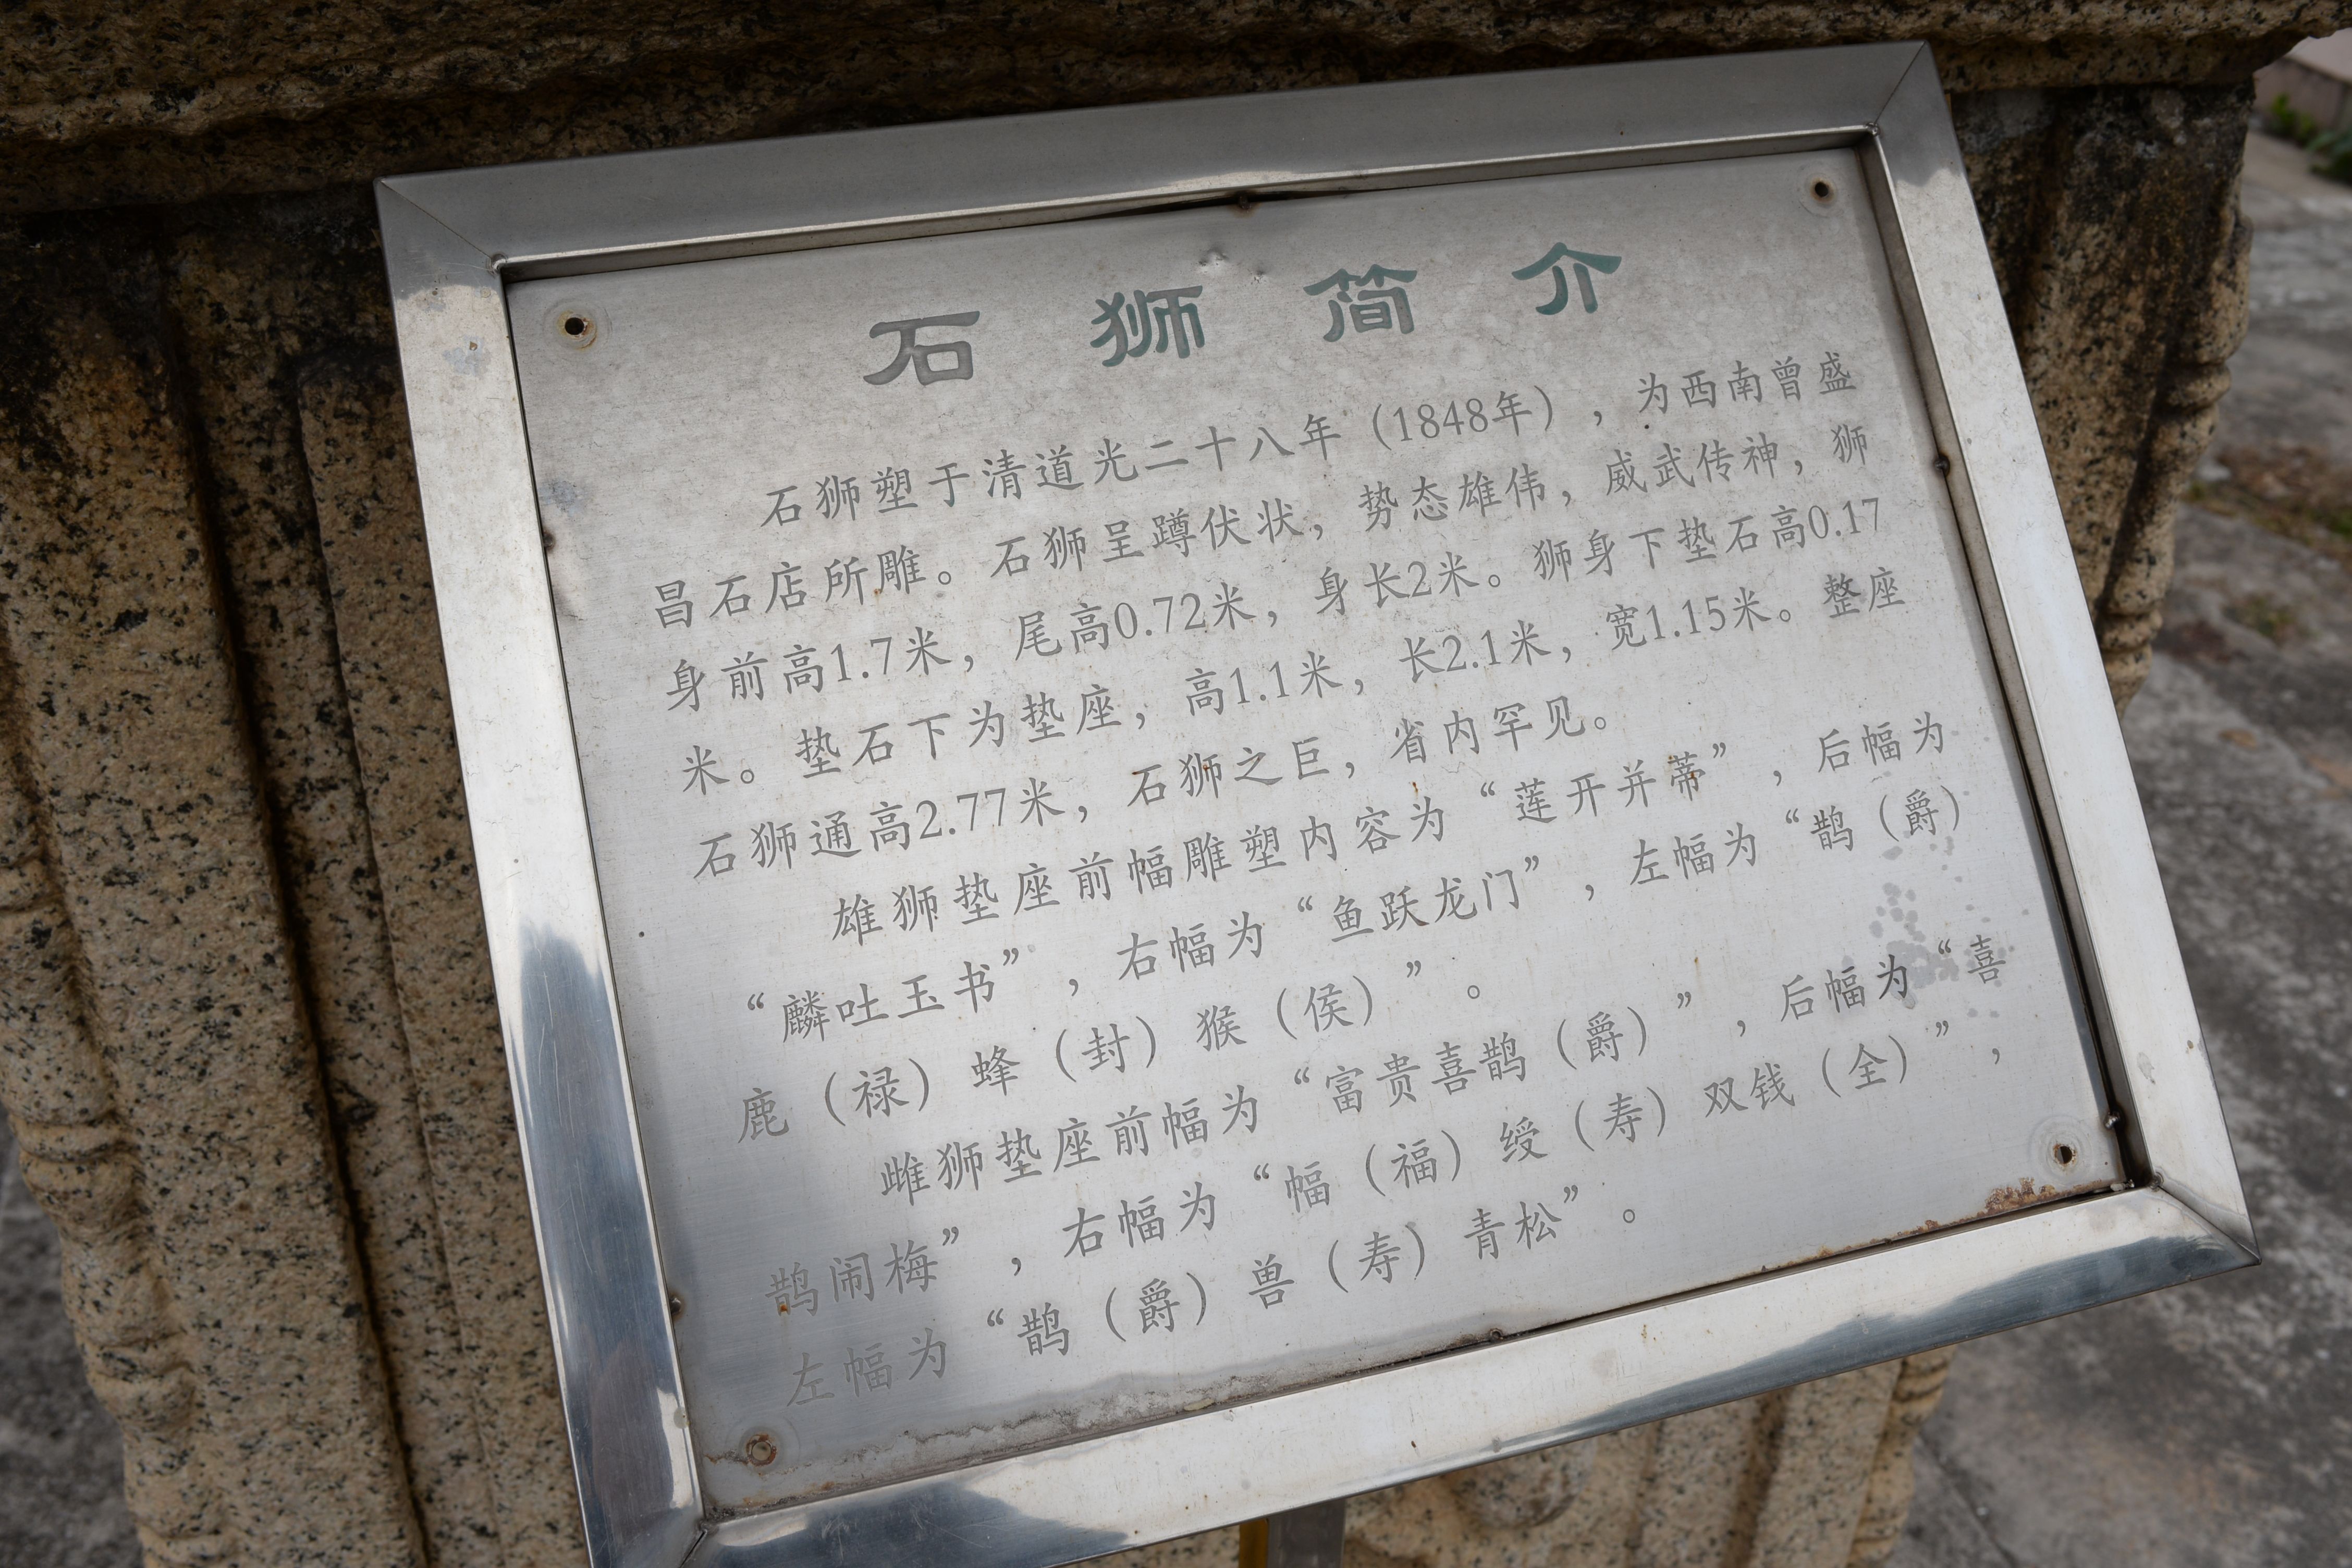 石狮简介
石狮塑于清道光二十八年（1848年），为西南曾盛
昌石店所雕。石狮呈蹲伏状，势态雄伟，威武传神，狮
身前高1.7米，尾高0.72米，身长2米。狮身下垫石高0.17
米。垫石下为垫座，高1.1米，长2.1米，宽1.15米。整座
石狮通高2.77米，石狮之巨，省内罕见。
雄狮垫座前幅雕塑内容为“莲开并蒂”，后幅为
“麟吐玉书”，右幅为“鱼跃龙门”，左幅为“鹊（爵）
鹿（禄）蜂（封）猴（侯）”。
雌狮垫座前幅为“富贵喜鹊（爵）”，后幅为“喜
鹊闹梅”，右幅为“幅（福）绶（寿）双钱（全）”，
左幅为“鹊（爵）兽（寿）青松”。